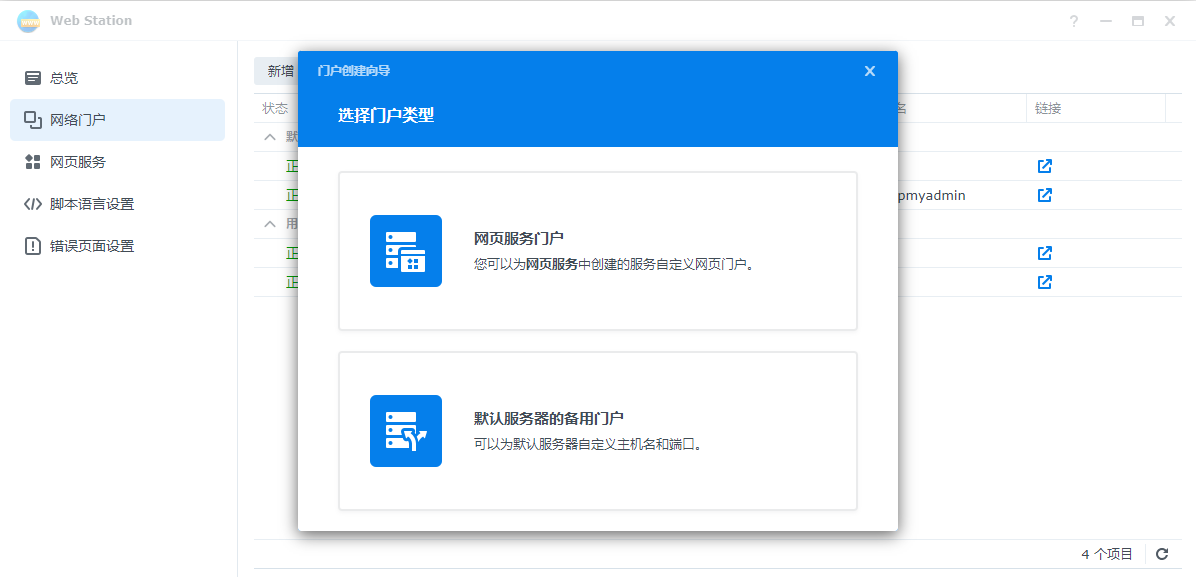 Web Station
总览
网络门户
网页服务
脚本语言设置
错误页面设置
新增
门户创建向导
选择门户类型
状态
名
链接
默
正
正
pmyadmin
用
正
正
网页服务门户
您可以为网页服务中创建的服务自定义网页门户。
默认服务器的备用门户
可以为默认服务器自定义主机名和端口。
4 个项目